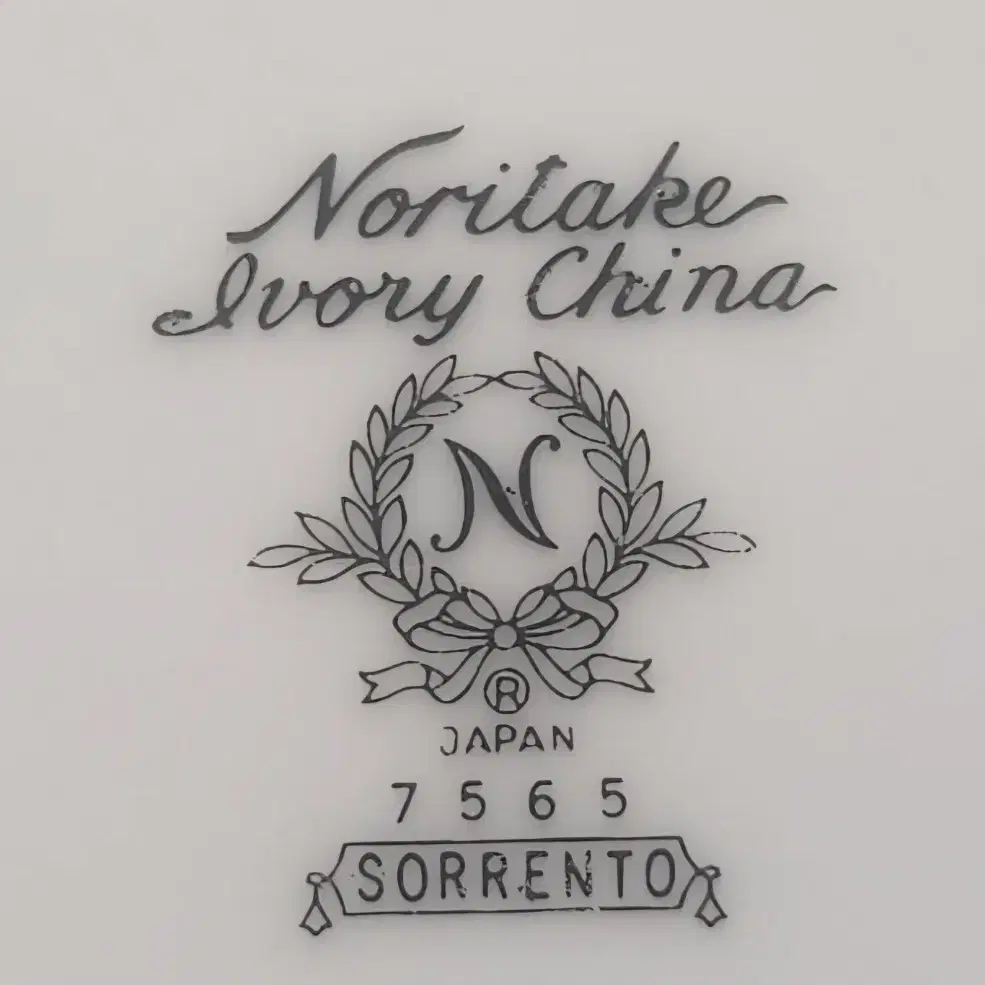 Noritake
Ivory China
N
®
JAPAN
7565
SORRENTO